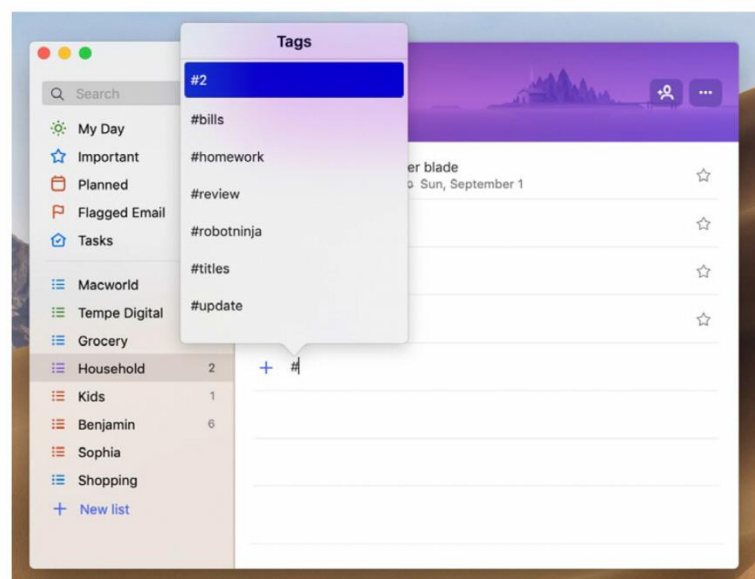 Tags
#2
#bills
#homework
#review
#robotninja
#titles
#update
Search
My Day
Important
Planned
Flagged Email
Tasks
Macworld
Tempe Digital
Grocery
Household 2
Kids 1
Benjamin 6
Sophia
Shopping
+ New list
er blade
Sun, September 1
+ #